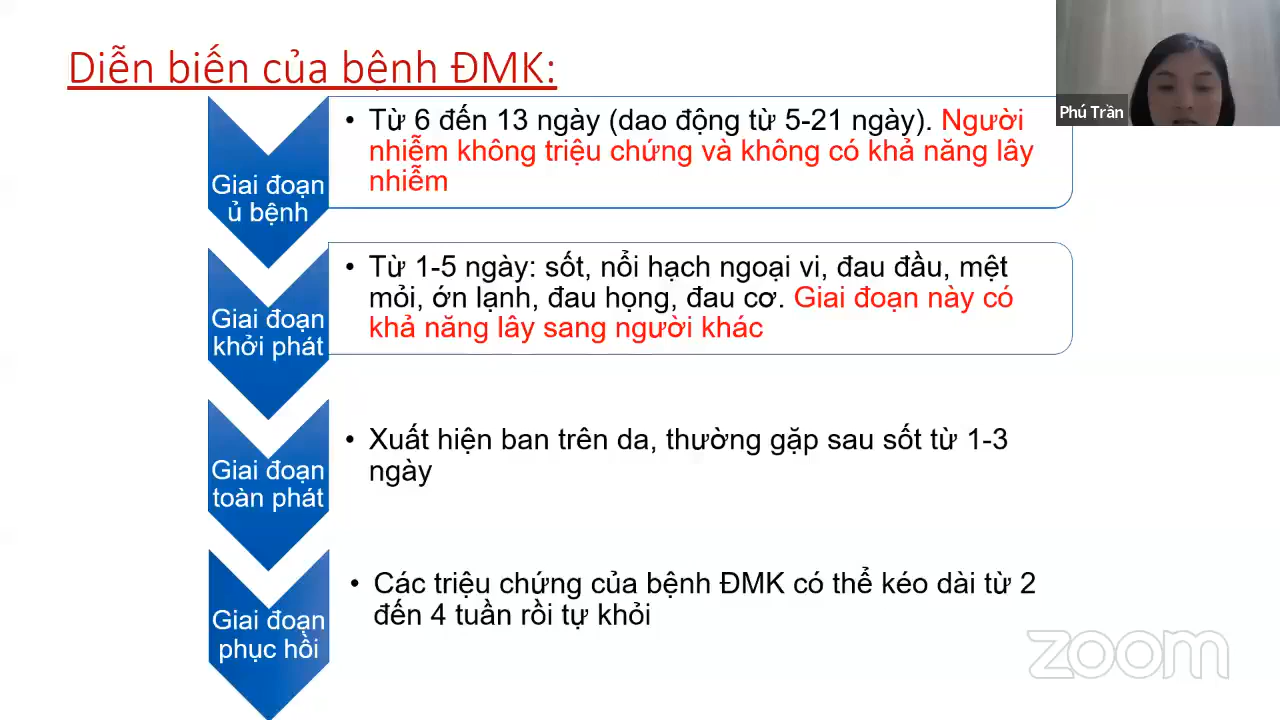 Diễn biến của bệnh ĐMK:
Phú Trần
Giai đoạn
ủ bệnh
• Từ 6 đến 13 ngày (dao động từ 5-21 ngày). Người
nhiễm không triệu chứng và không có khả năng lây
nhiễm
Giai đoạn
khởi phát
• Từ 1-5 ngày: sốt, nổi hạch ngoại vi, đau đầu, mệt
mỏi, ớn lạnh, đau họng, đau cơ. Giai đoạn này có
khả năng lây sang người khác
Giai đoạn
toàn phát
• Xuất hiện ban trên da, thường gặp sau sốt từ 1-3
ngày
Giai đoạn
phục hồi
• Các triệu chứng của bệnh ĐMK có thể kéo dài từ 2
đến 4 tuần rồi tự khỏi
zoom